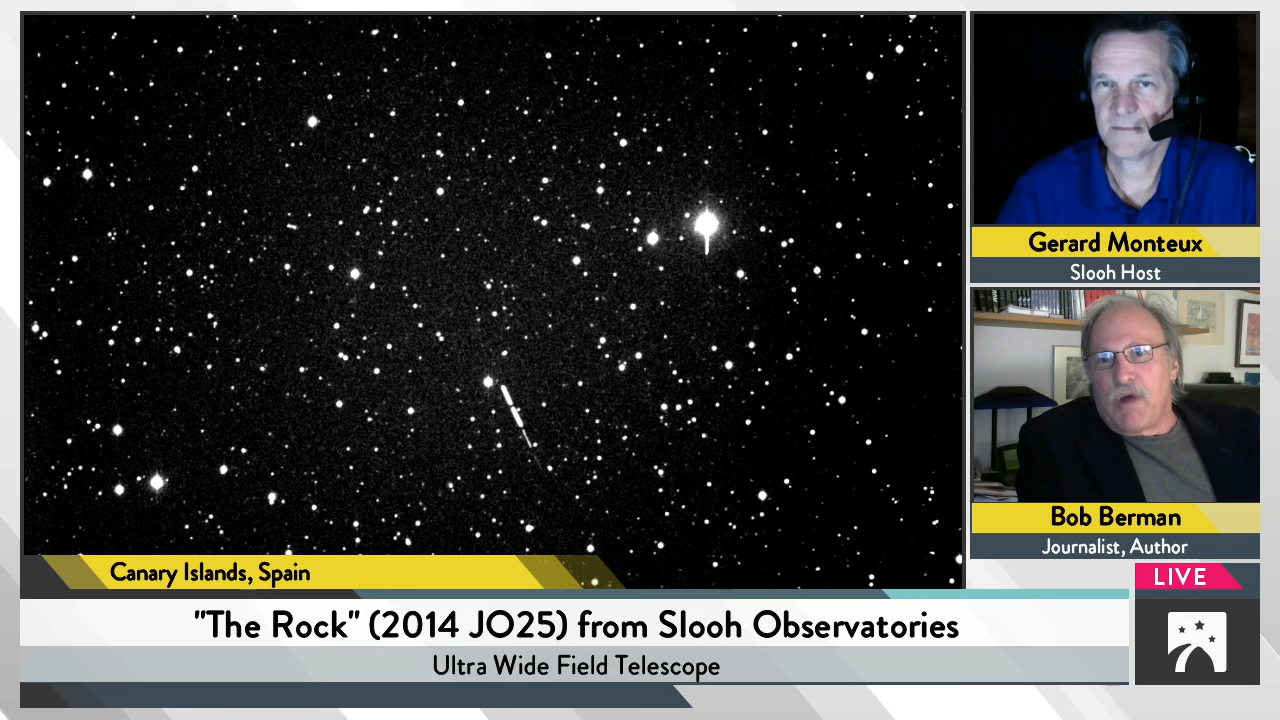 Gerard Monteux
Slooh Host
Bob Berman
Journalist, Author
Canary Islands, Spain
LIVE
"The Rock" (2014 JO25) from Slooh Observatories
Ultra Wide Field Telescope